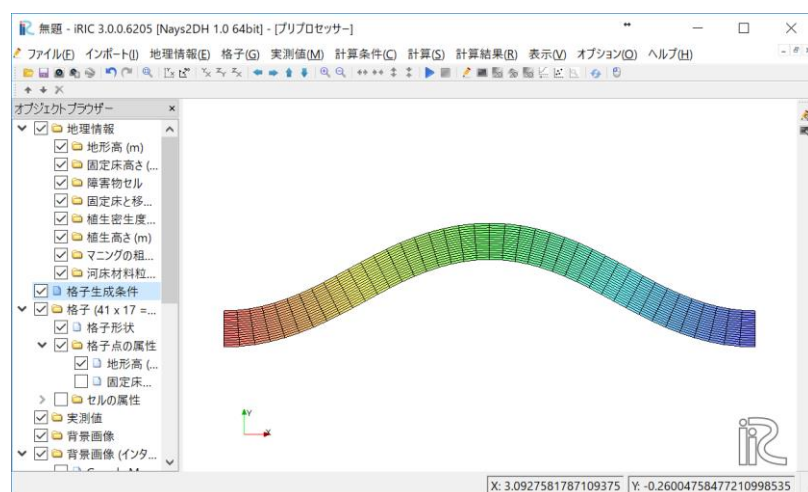 無題 - iRIC 3.0.0.6205 [Nays2DH 1.0 64bit] - [プリプロセッサー]
ファイル(F) インポート(I) 地理情報(E) 格子(G) 実測値(M) 計算条件(C) 計算(S) 計算結果(R) 表示(V) オプション(O) ヘルプ(H)
オブジェクトブラウザー
地理情報
地形高 (m)
固定床高さ (...
障害物セル
固定床と移...
植生密生度...
植生高さ (m)
マニングの粗...
河床材料粒...
格子生成条件
格子 (41 x 17 =...
格子形状
格子点の属性
地形高 (...
固定床...
セルの属性
実測値
背景画像
背景画像 (インタ...
Y
X
iRIC
X: 3.0927581787109375 Y: -0.26004758477210998535